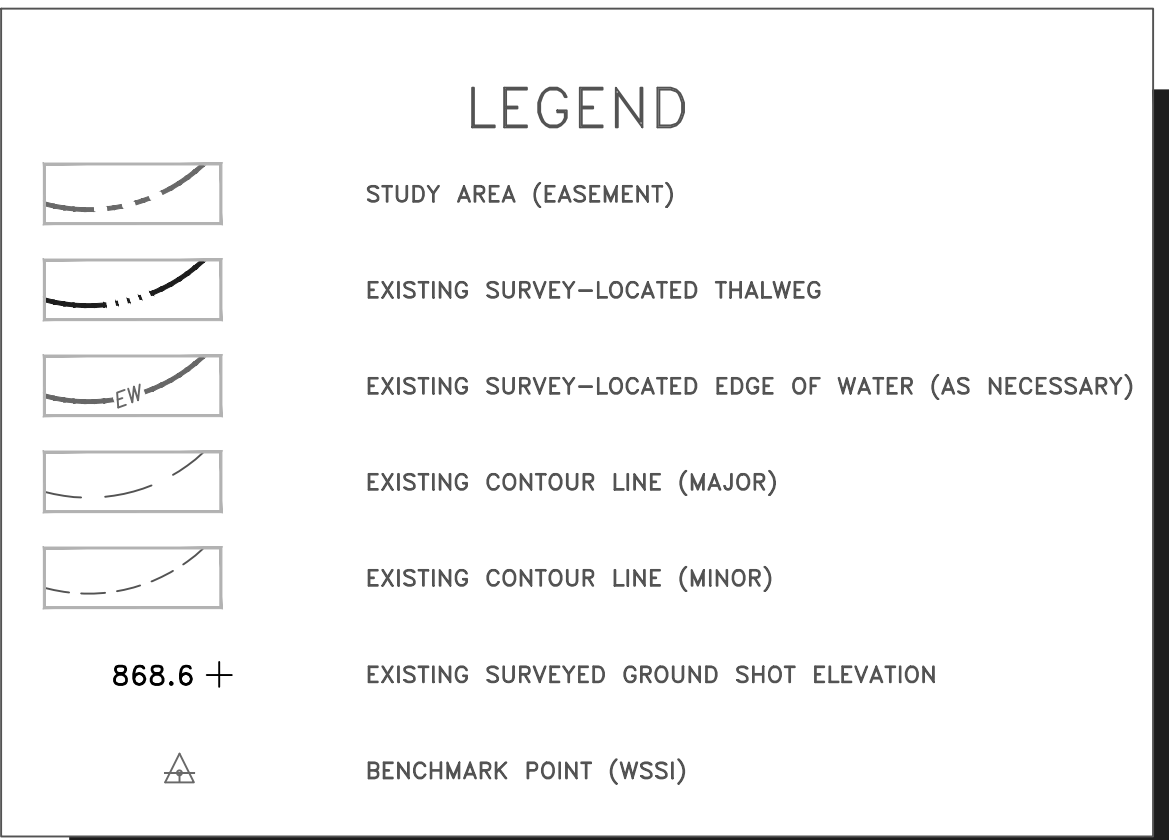 LEGEND
STUDY AREA (EASEMENT)
EXISTING SURVEY-LOCATED THALWEG
EW EXISTING SURVEY-LOCATED EDGE OF WATER (AS NECESSARY)
EXISTING CONTOUR LINE (MAJOR)
EXISTING CONTOUR LINE (MINOR)
868.6 + EXISTING SURVEYED GROUND SHOT ELEVATION
BENCHMARK POINT (WSSI)